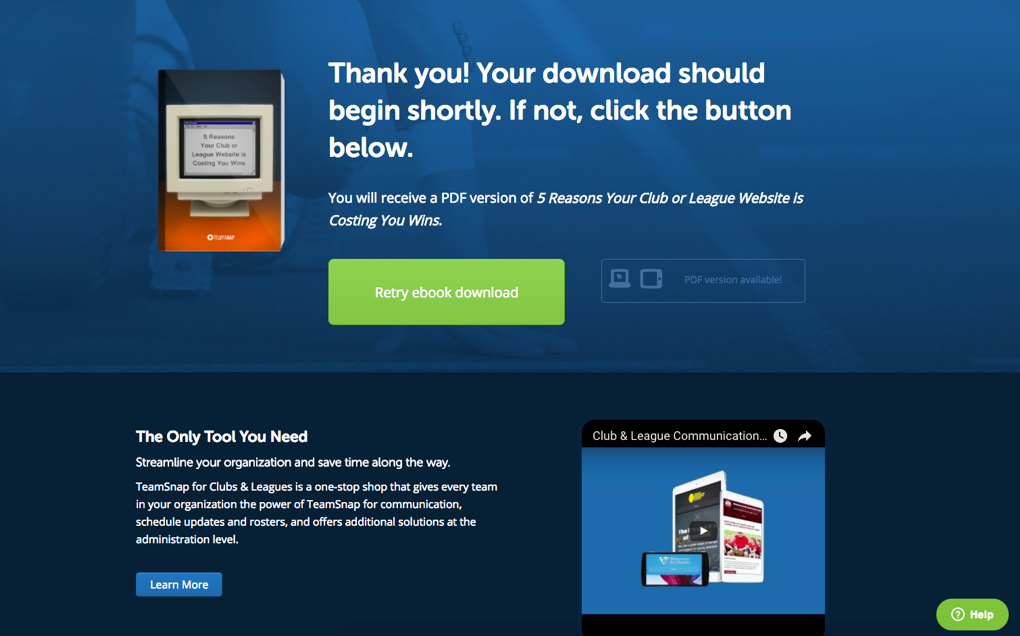 Thank you! Your download should
begin shortly. If not, click the button
below.
5 Reasons
Your Club or
League Website is
Costing You Wins
TEAMSNAP
You will receive a PDF version of 5 Reasons Your Club or League Website is
Costing You Wins.
Retry ebook download
PDF version available!
The Only Tool You Need
Streamline your organization and save time along the way.
TeamSnap for Clubs & Leagues is a one-stop shop that gives every team
in your organization the power of TeamSnap for communication,
schedule updates and rosters, and offers additional solutions at the
administration level.
Learn More
Club & League Communication...
Help